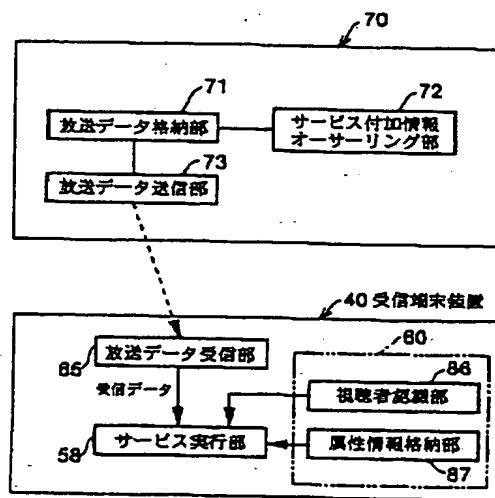 70
71
72
放送データ格納部
サービス付加情報
オーサリング部
73
放送データ送信部
40 受信端末装置
80
放送データ受信部
85
86
受信データ
視聴者認識部
サービス実行部
58
属性情報格納部
87